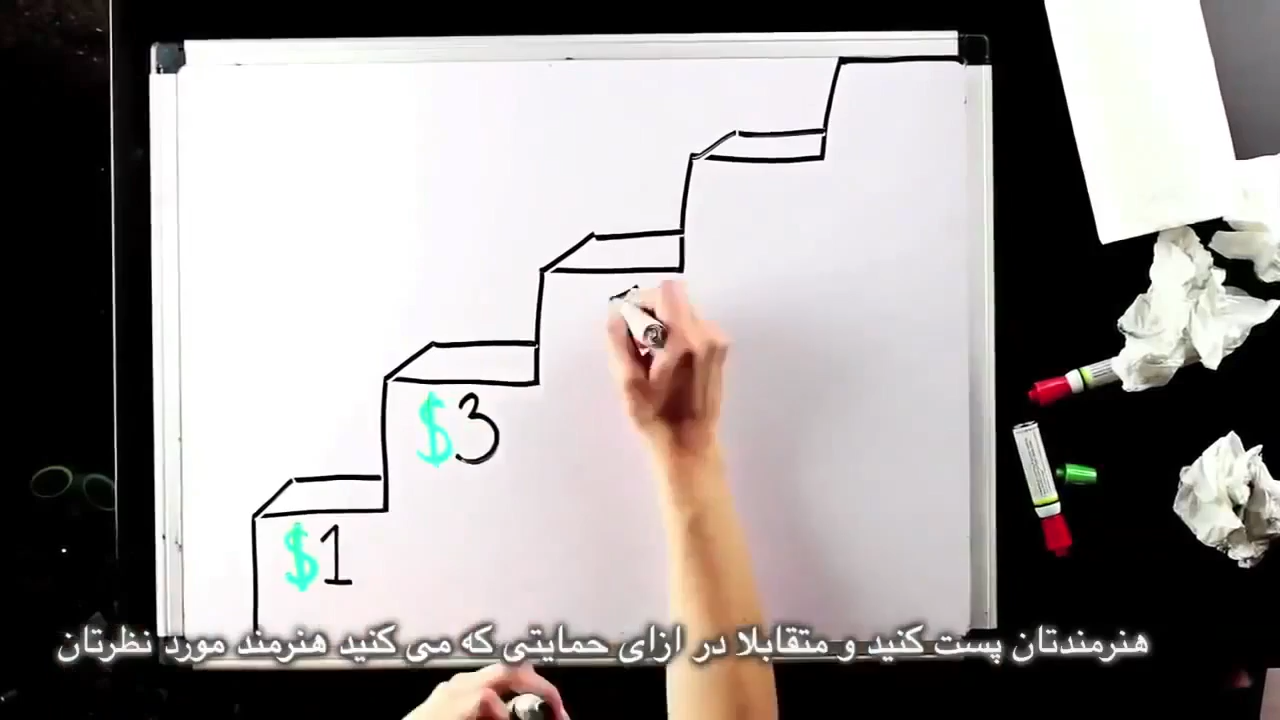 $3
$1
هنرمندتان پست کنید و متقابلا در ازای حمایتی که می کنید هنرمند مورد نظرتان